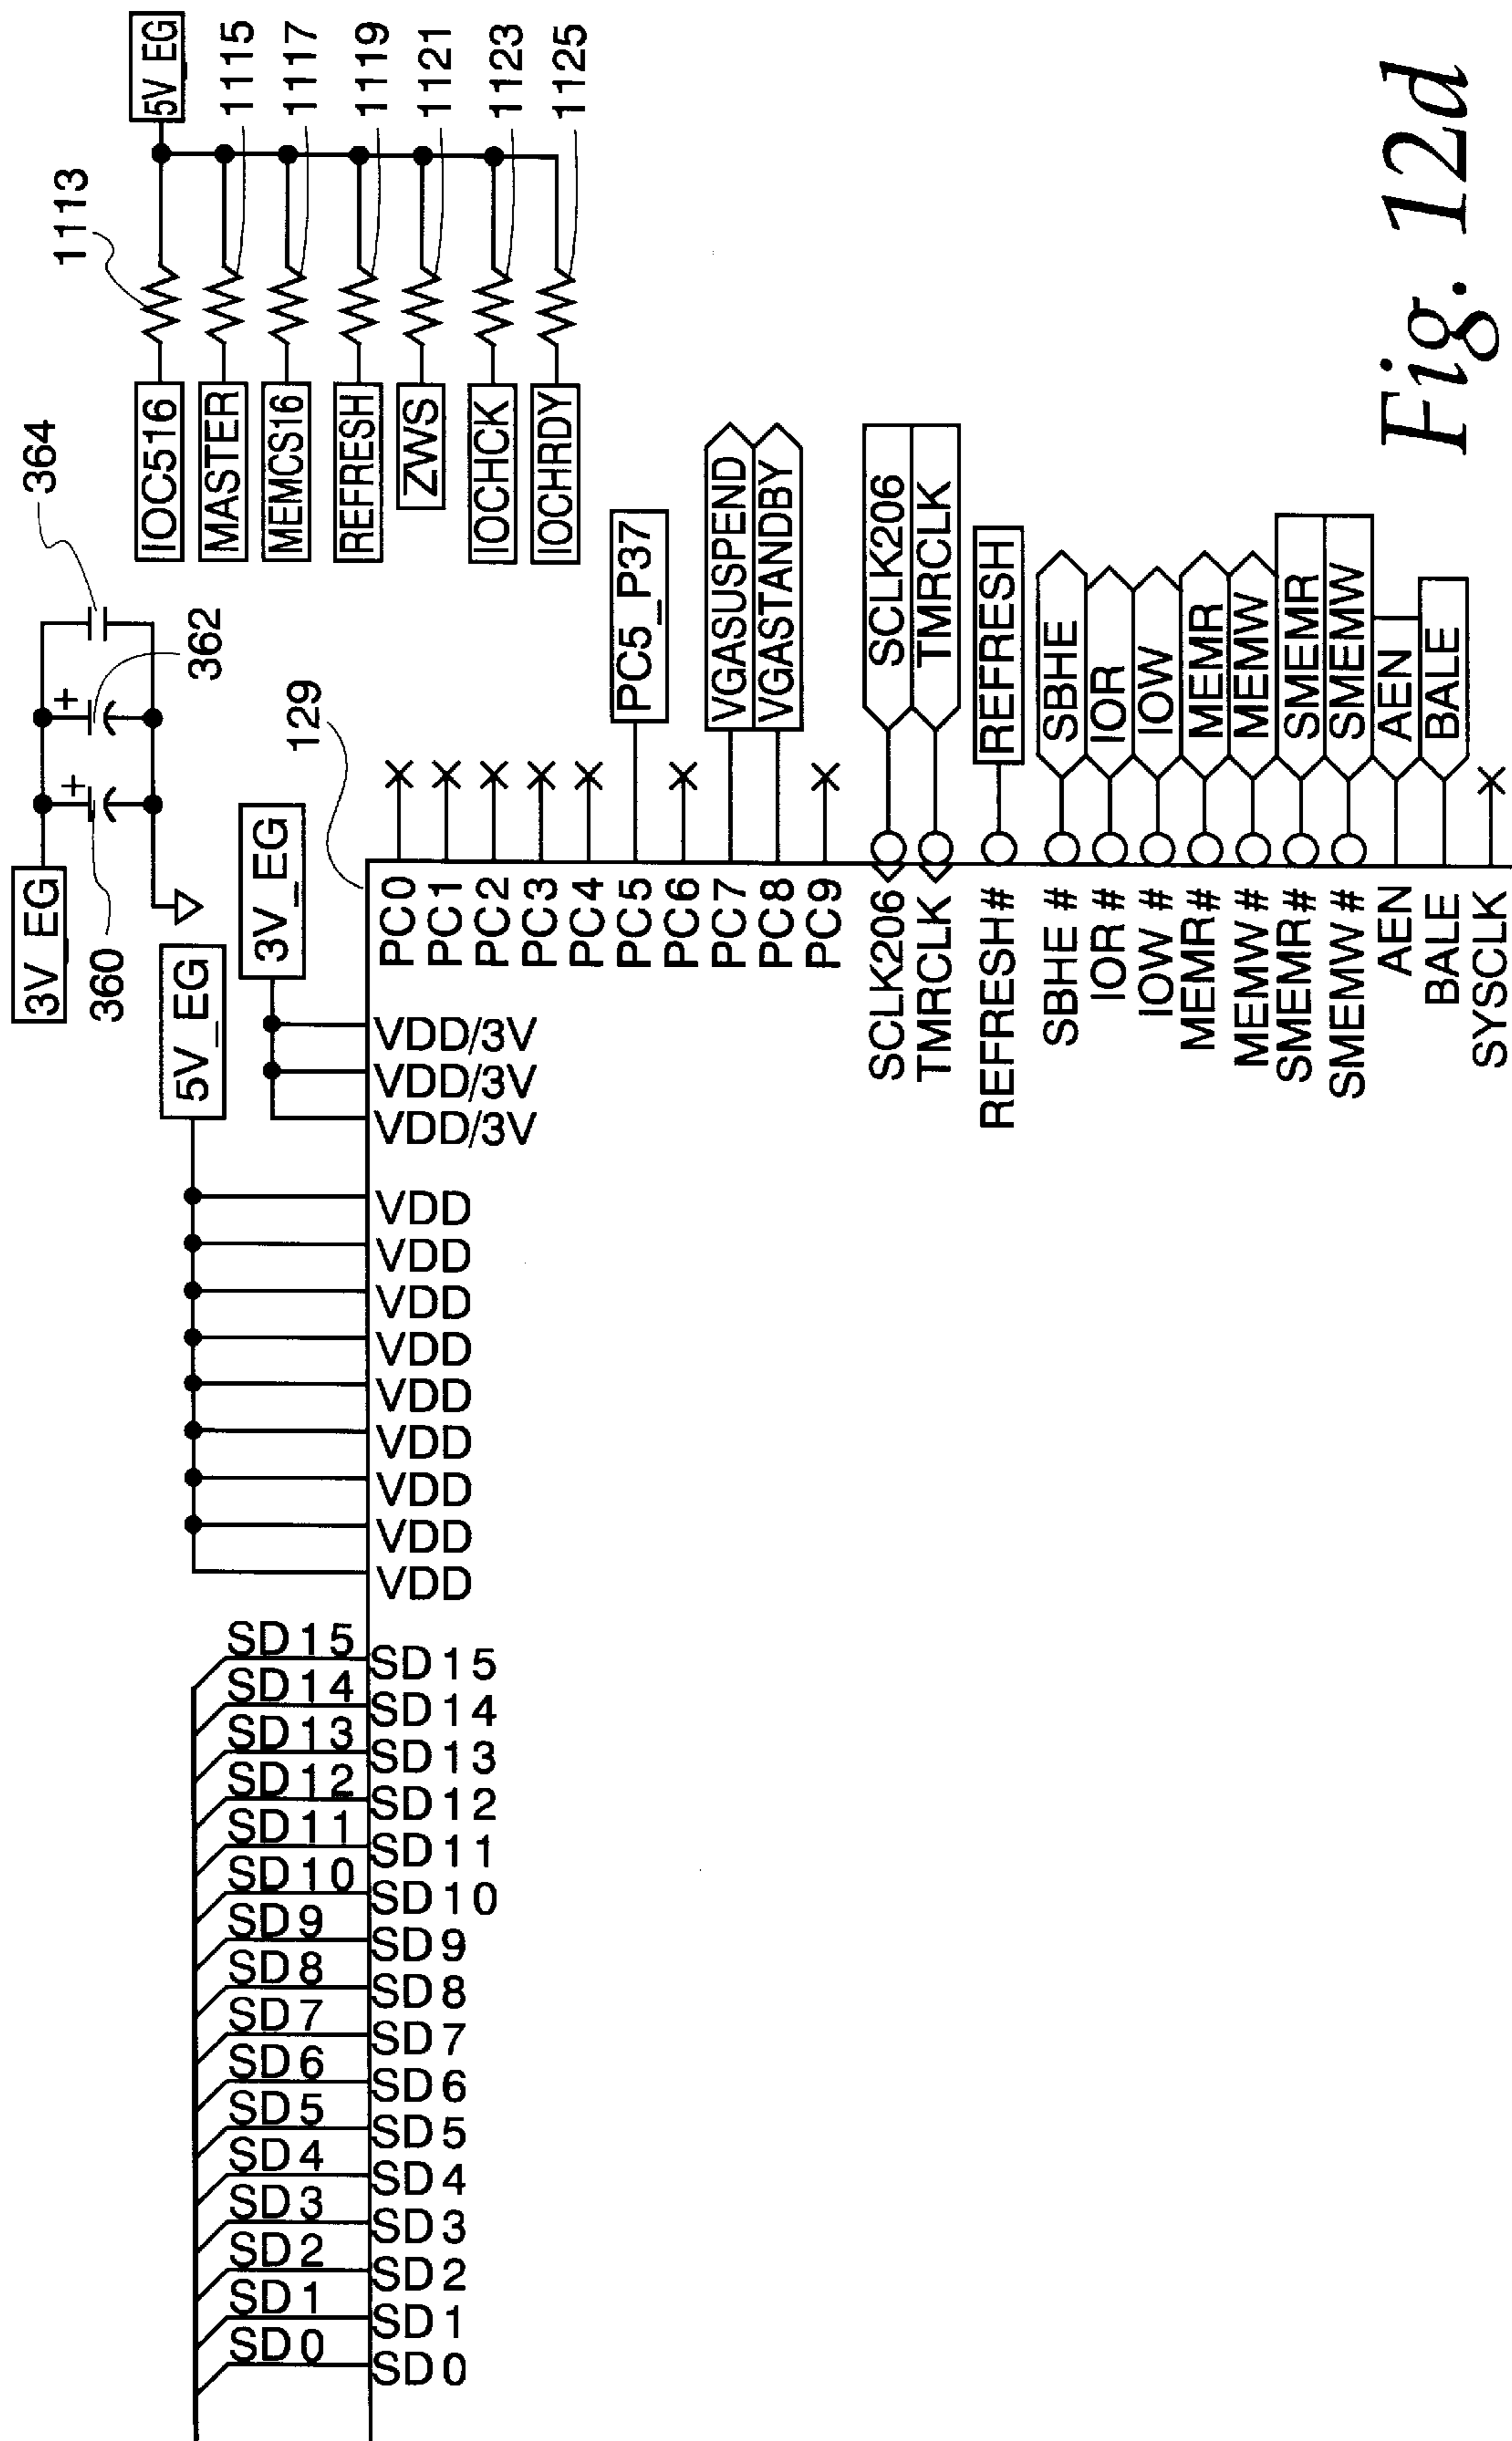 3V_EG
360
362
364
5V_EG
1113
1115
1117
1119
1121
1123
1125
IOC516
MASTER
MEMCS16
REFRESH
ZWS
IOCHCK
IOCHRDY
5V_EG
3V_EG
129
+
+
SD15
SD14
SD13
SD12
SD11
SD10
SD9
SD8
SD7
SD6
SD5
SD4
SD3
SD2
SD1
SD0
SD15
SD14
SD13
SD12
SD11
SD10
SD9
SD8
SD7
SD6
SD5
SD4
SD3
SD2
SD1
SD0
VDD
VDD
VDD
VDD
VDD
VDD
VDD
VDD
VDD
VDD/3V
VDD/3V
VDD/3V
PC0
PC1
PC2
PC3
PC4
PC5 PC5_P37
PC6
PC7 VGASUSPEND
PC8 VGASTANDBY
PC9
SCLK206 SCLK206
TMRCLK TMRCLK
REFRESH# REFRESH
SBHE # SBHE
IOR # IOR
IOW # IOW
MEMR# MEMR
MEMW # MEMW
SMEMR# SMEMR
SMEMW # SMEMW
AEN AEN
BALE BALE
SYSCLK
Fig. 12d